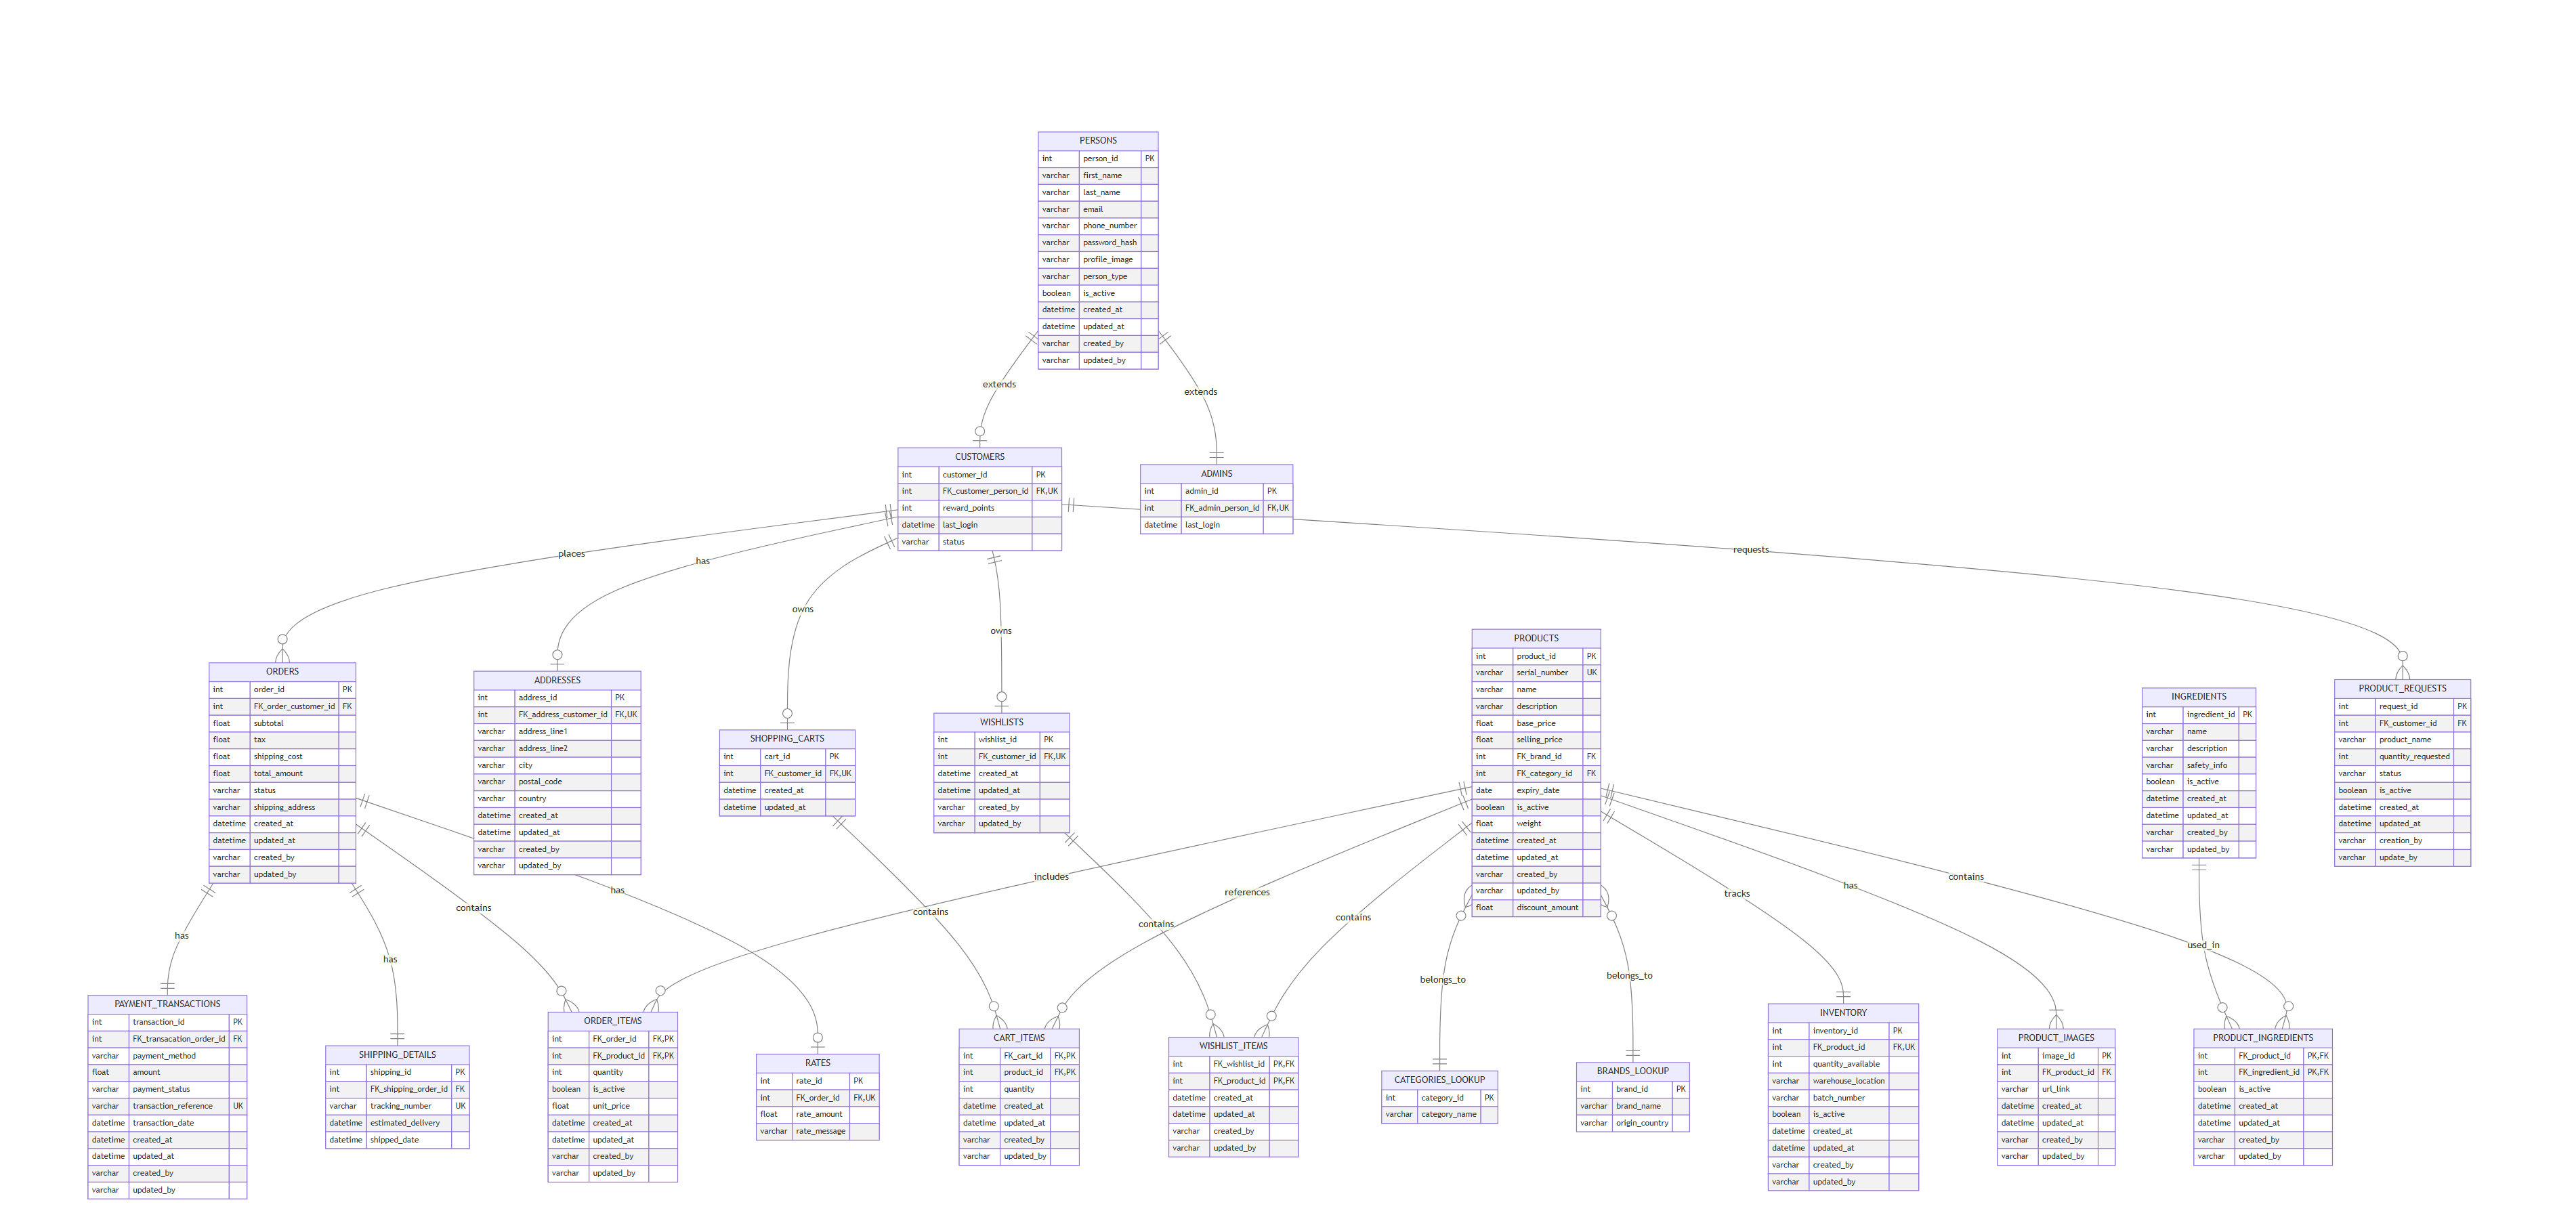 PERSONS
int person_id PK
varchar first_name
varchar last_name
varchar email
varchar phone_number
varchar password_hash
varchar profile_image
varchar person_type
boolean is_active
datetime created_at
datetime updated_at
varchar created_by
varchar updated_by
extends
extends
CUSTOMERS
int customer_id PK
int FK_customer_person_id FK,UK
int reward_points
datetime last_login
varchar status
ADMINS
int admin_id PK
int FK_admin_person_id FK,UK
datetime last_login
places
has
owns
owns
requests
ORDERS
int order_id PK
int FK_order_customer_id FK
float subtotal
float tax
float shipping_cost
float total_amount
varchar status
varchar shipping_address
datetime created_at
datetime updated_at
varchar created_by
varchar updated_by
ADDRESSES
int address_id PK
int FK_address_customer_id FK,UK
varchar address_line1
varchar address_line2
varchar city
varchar postal_code
varchar country
datetime created_at
datetime updated_at
varchar created_by
varchar updated_by
SHOPPING_CARTS
int cart_id PK
int FK_customer_id FK,UK
datetime created_at
datetime updated_at
WISHLISTS
int wishlist_id PK
int FK_customer_id FK,UK
datetime created_at
datetime updated_at
varchar created_by
varchar updated_by
PRODUCTS
int product_id PK
varchar serial_number UK
varchar name
varchar description
float base_price
float selling_price
int FK_brand_id FK
int FK_category_id FK
date expiry_date
boolean is_active
float weight
datetime created_at
datetime updated_at
varchar created_by
varchar updated_by
float discount_amount
INGREDIENTS
int ingredient_id PK
varchar name
varchar description
varchar safety_info
boolean is_active
datetime created_at
datetime updated_at
varchar created_by
varchar updated_by
PRODUCT_REQUESTS
int request_id PK
int FK_customer_id FK
varchar product_name
int quantity_requested
varchar status
boolean is_active
datetime created_at
datetime updated_at
varchar creation_by
varchar update_by
has
has
contains
has
contains
includes
contains
references
contains
belongs_to
belongs_to
tracks
has
contains
used_in
PAYMENT_TRANSACTIONS
int transaction_id PK
int FK_transacation_order_id FK
varchar payment_method
float amount
varchar payment_status
varchar transaction_reference UK
datetime transaction_date
datetime created_at
datetime updated_at
varchar created_by
varchar updated_by
SHIPPING_DETAILS
int shipping_id PK
int FK_shipping_order_id FK
varchar tracking_number UK
datetime estimated_delivery
datetime shipped_date
ORDER_ITEMS
int FK_order_id FK,PK
int FK_product_id FK,PK
int quantity
boolean is_active
float unit_price
datetime created_at
datetime updated_at
varchar created_by
varchar updated_by
RATES
int rate_id PK
int FK_order_id FK,UK
float rate_amount
varchar rate_message
CART_ITEMS
int FK_cart_id FK,PK
int product_id FK,PK
int quantity
datetime created_at
datetime updated_at
varchar created_by
varchar updated_by
WISHLIST_ITEMS
int FK_wishlist_id PK,FK
int FK_product_id PK,FK
datetime created_at
datetime updated_at
varchar created_by
varchar updated_by
CATEGORIES_LOOKUP
int category_id PK
varchar category_name
BRANDS_LOOKUP
int brand_id PK
varchar brand_name
varchar origin_country
INVENTORY
int inventory_id PK
int FK_product_id FK,UK
int quantity_available
varchar warehouse_location
varchar batch_number
boolean is_active
datetime created_at
datetime updated_at
varchar created_by
varchar updated_by
PRODUCT_IMAGES
int image_id PK
int FK_product_id FK
varchar url_link
datetime created_at
datetime updated_at
varchar created_by
varchar updated_by
PRODUCT_INGREDIENTS
int FK_product_id PK,FK
int FK_ingredient_id PK,FK
boolean is_active
datetime created_at
datetime updated_at
varchar created_by
varchar updated_by